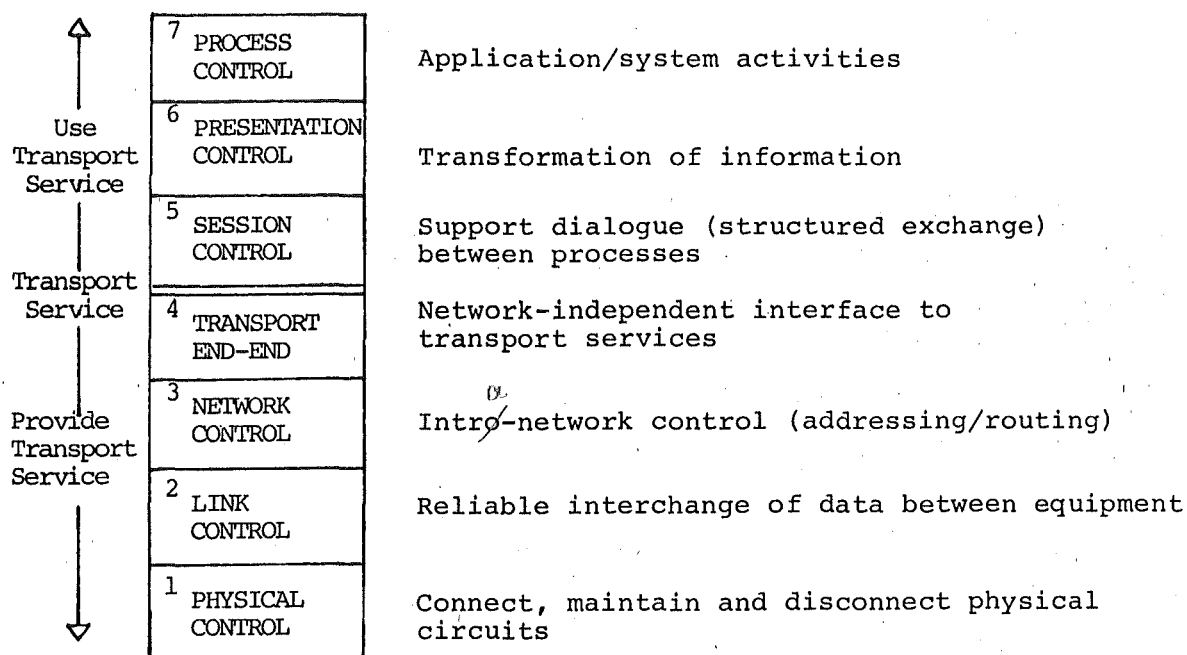 7 PROCESS
CONTROL
Application/system activities
Use
Transport
Service
6 PRESENTATION
CONTROL
Transformation of information
5 SESSION
CONTROL
Support dialogue (structured exchange)
between processes
Transport
Service
4 TRANSPORT
END-END
Network-independent interface to
transport services
3 NETWORK
CONTROL
a
Intro-network control (addressing/routing)
Provide
Transport
Service
2 LINK
CONTROL
Reliable interchange of data between equipment
1 PHYSICAL
CONTROL
Connect, maintain and disconnect physical
circuits